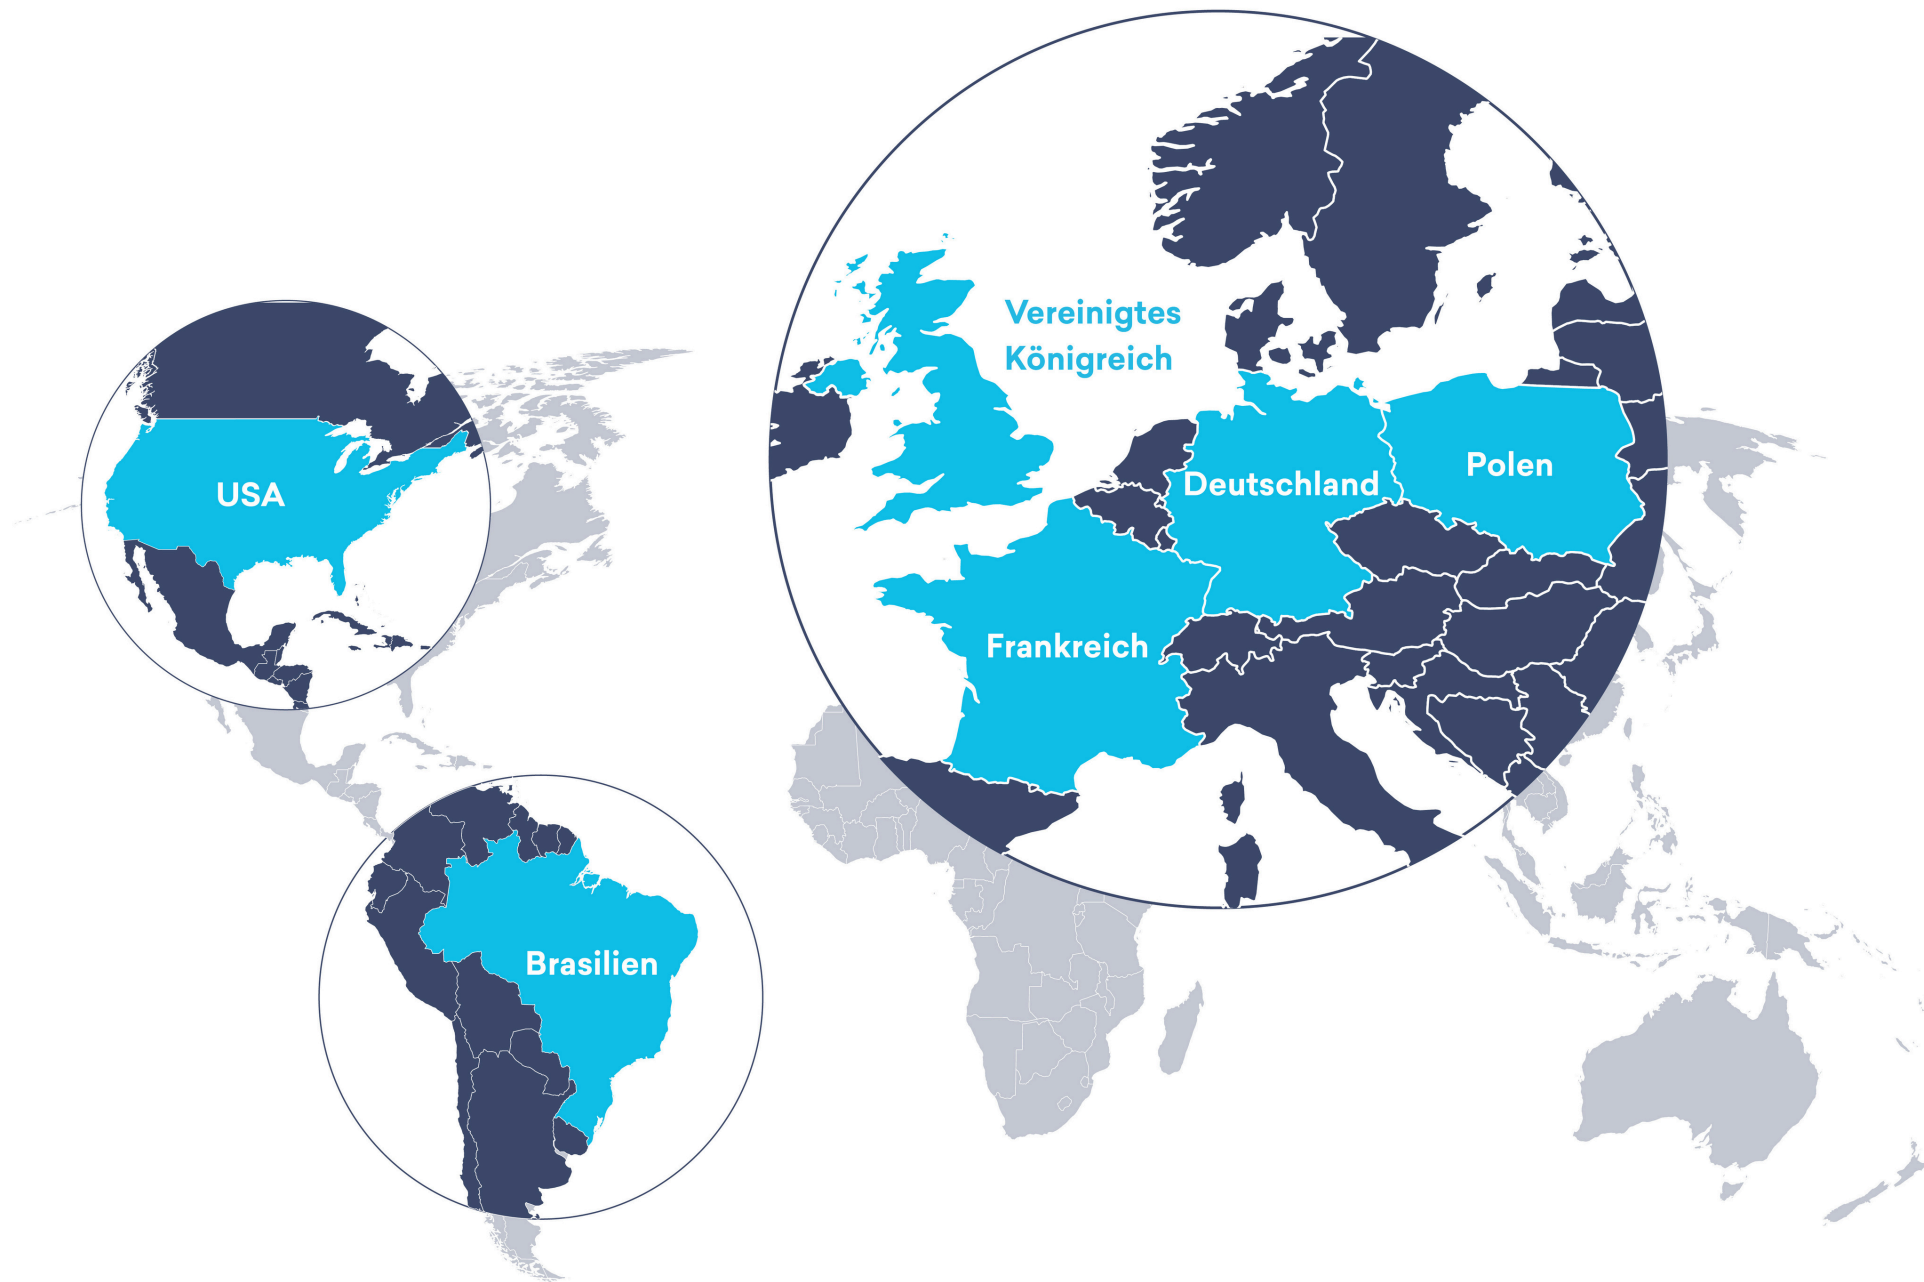 Vereinigtes
Königreich
USA
Deutschland
Polen
Frankreich
Brasilien